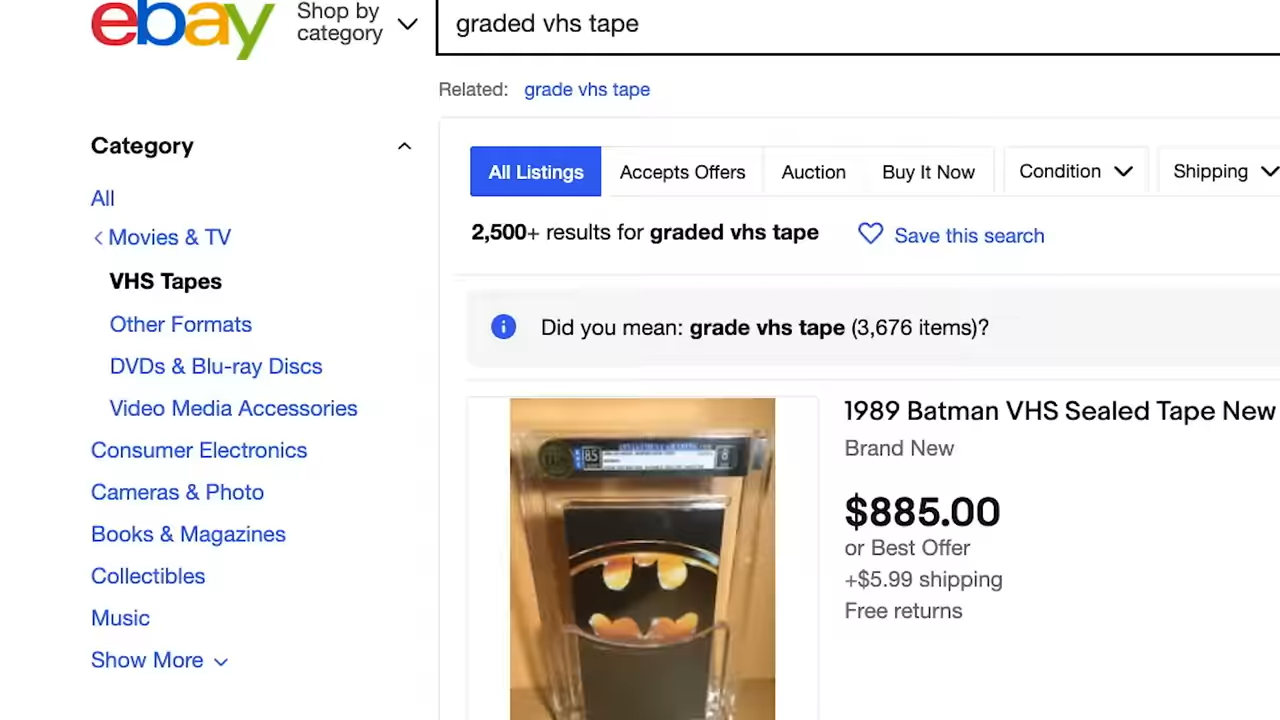 ebay
Shop by
category
graded vhs tape
Related: grade vhs tape
Category
All
Movies & TV
VHS Tapes
Other Formats
DVDs & Blu-ray Discs
Video Media Accessories
Consumer Electronics
Cameras & Photo
Books & Magazines
Collectibles
Music
Show More
All Listings Accepts Offers Auction Buy It Now Condition Shipping
2,500+ results for graded vhs tape Save this search
Did you mean: grade vhs tape (3,676 items)?
1989 Batman VHS Sealed Tape New
Brand New
$885.00
or Best Offer
+$5.99 shipping
Free returns
8.5
8